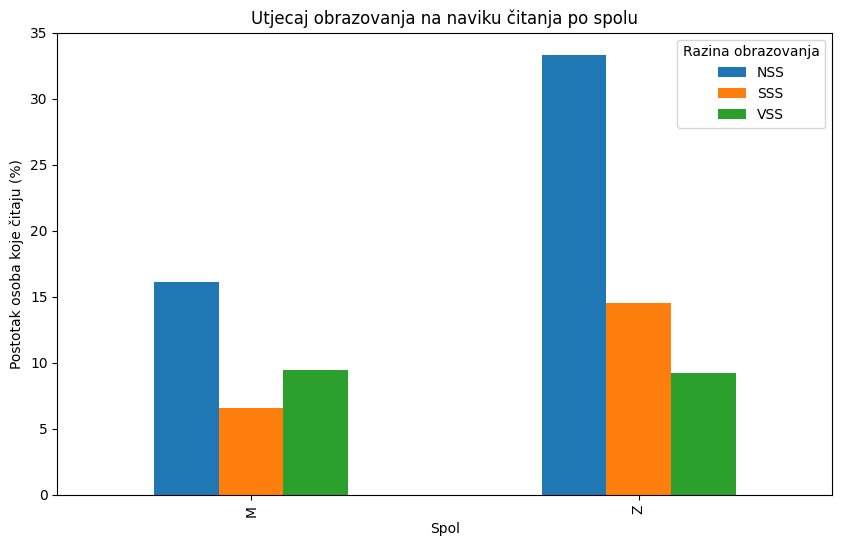 Utjecaj obrazovanja na naviku čitanja po spolu
Postotak osoba koje čitaju (%)
35
30
25
20
15
10
5
0
Razina obrazovanja
NSS
SSS
VSS
M
Z
Spol